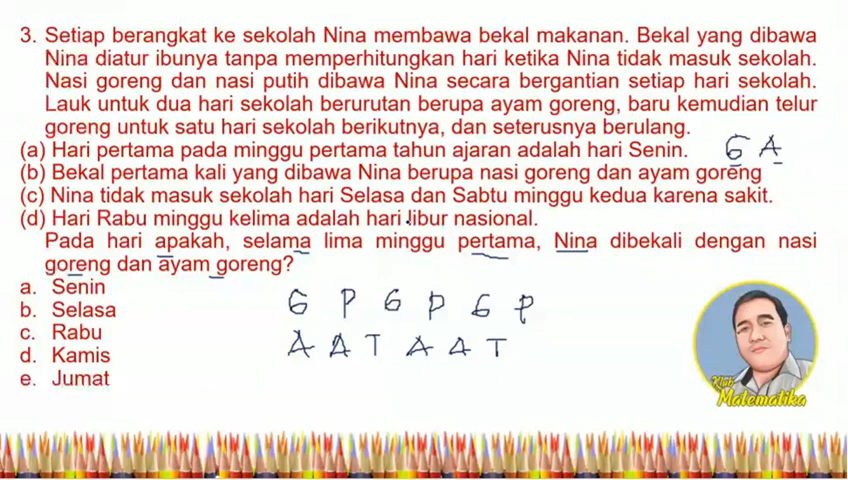 3. Setiap berangkat ke sekolah Nina membawa bekal makanan. Bekal yang dibawa
Nina diatur ibunya tanpa memperhitungkan hari ketika Nina tidak masuk sekolah.
Nasi goreng dan nasi putih dibawa Nina secara bergantian setiap hari sekolah.
Lauk untuk dua hari sekolah berurutan berupa ayam goreng, baru kemudian telur
goreng untuk satu hari sekolah berikutnya, dan seterusnya berulang.
(a) Hari pertama pada minggu pertama tahun ajaran adalah hari Senin. G A
(b) Bekal pertama kali yang dibawa Nina berupa nasi goreng dan ayam goreng
(c) Nina tidak masuk sekolah hari Selasa dan Sabtu minggu kedua karena sakit.
(d) Hari Rabu minggu kelima adalah hari libur nasional.
Pada hari apakah, selama lima minggu pertama, Nina dibekali dengan nasi
goreng dan ayam goreng?
a. Senin
b. Selasa
c. Rabu
d. Kamis
e. Jumat
G P G P G P
A A T A A T
Klub
Matematika